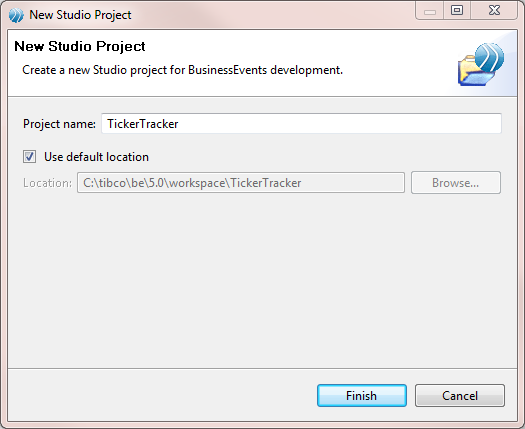 New Studio Project
New Studio Project
Create a new Studio project for BusinessEvents development.
Project name: TickerTracker
Use default location
Location: C:\tibco\be\5.0\workspace\TickerTracker Browse...
Finish Cancel